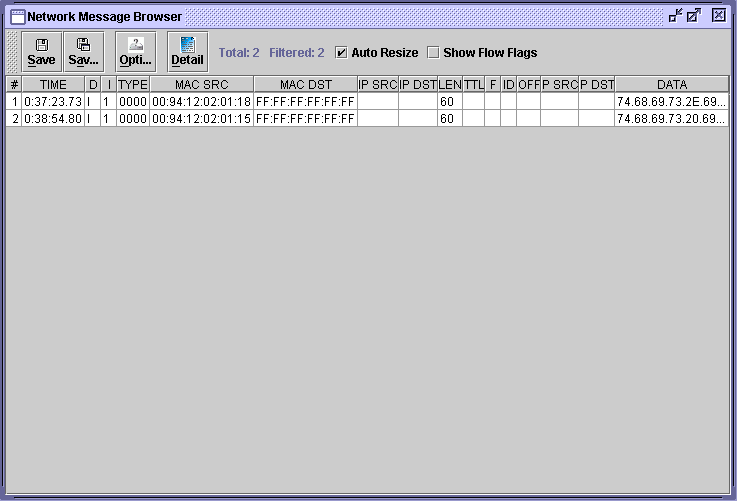 Network Message Browser
Save Sav... Opti... Detail Total: 2 Filtered: 2 Auto Resize Show Flow Flags
# TIME D I TYPE MAC SRC MAC DST IP SRC IP DST LEN TTL F ID OFF P SRC P DST DATA
1 0:37:23.73 I 1 0000 00:94:12:02:01:18 FF:FF:FF:FF:FF:FF 60 74.68.69.73.2E.69...
2 0:38:54.80 I 1 0000 00:94:12:02:01:15 FF:FF:FF:FF:FF:FF 60 74.68.69.73.20.69...